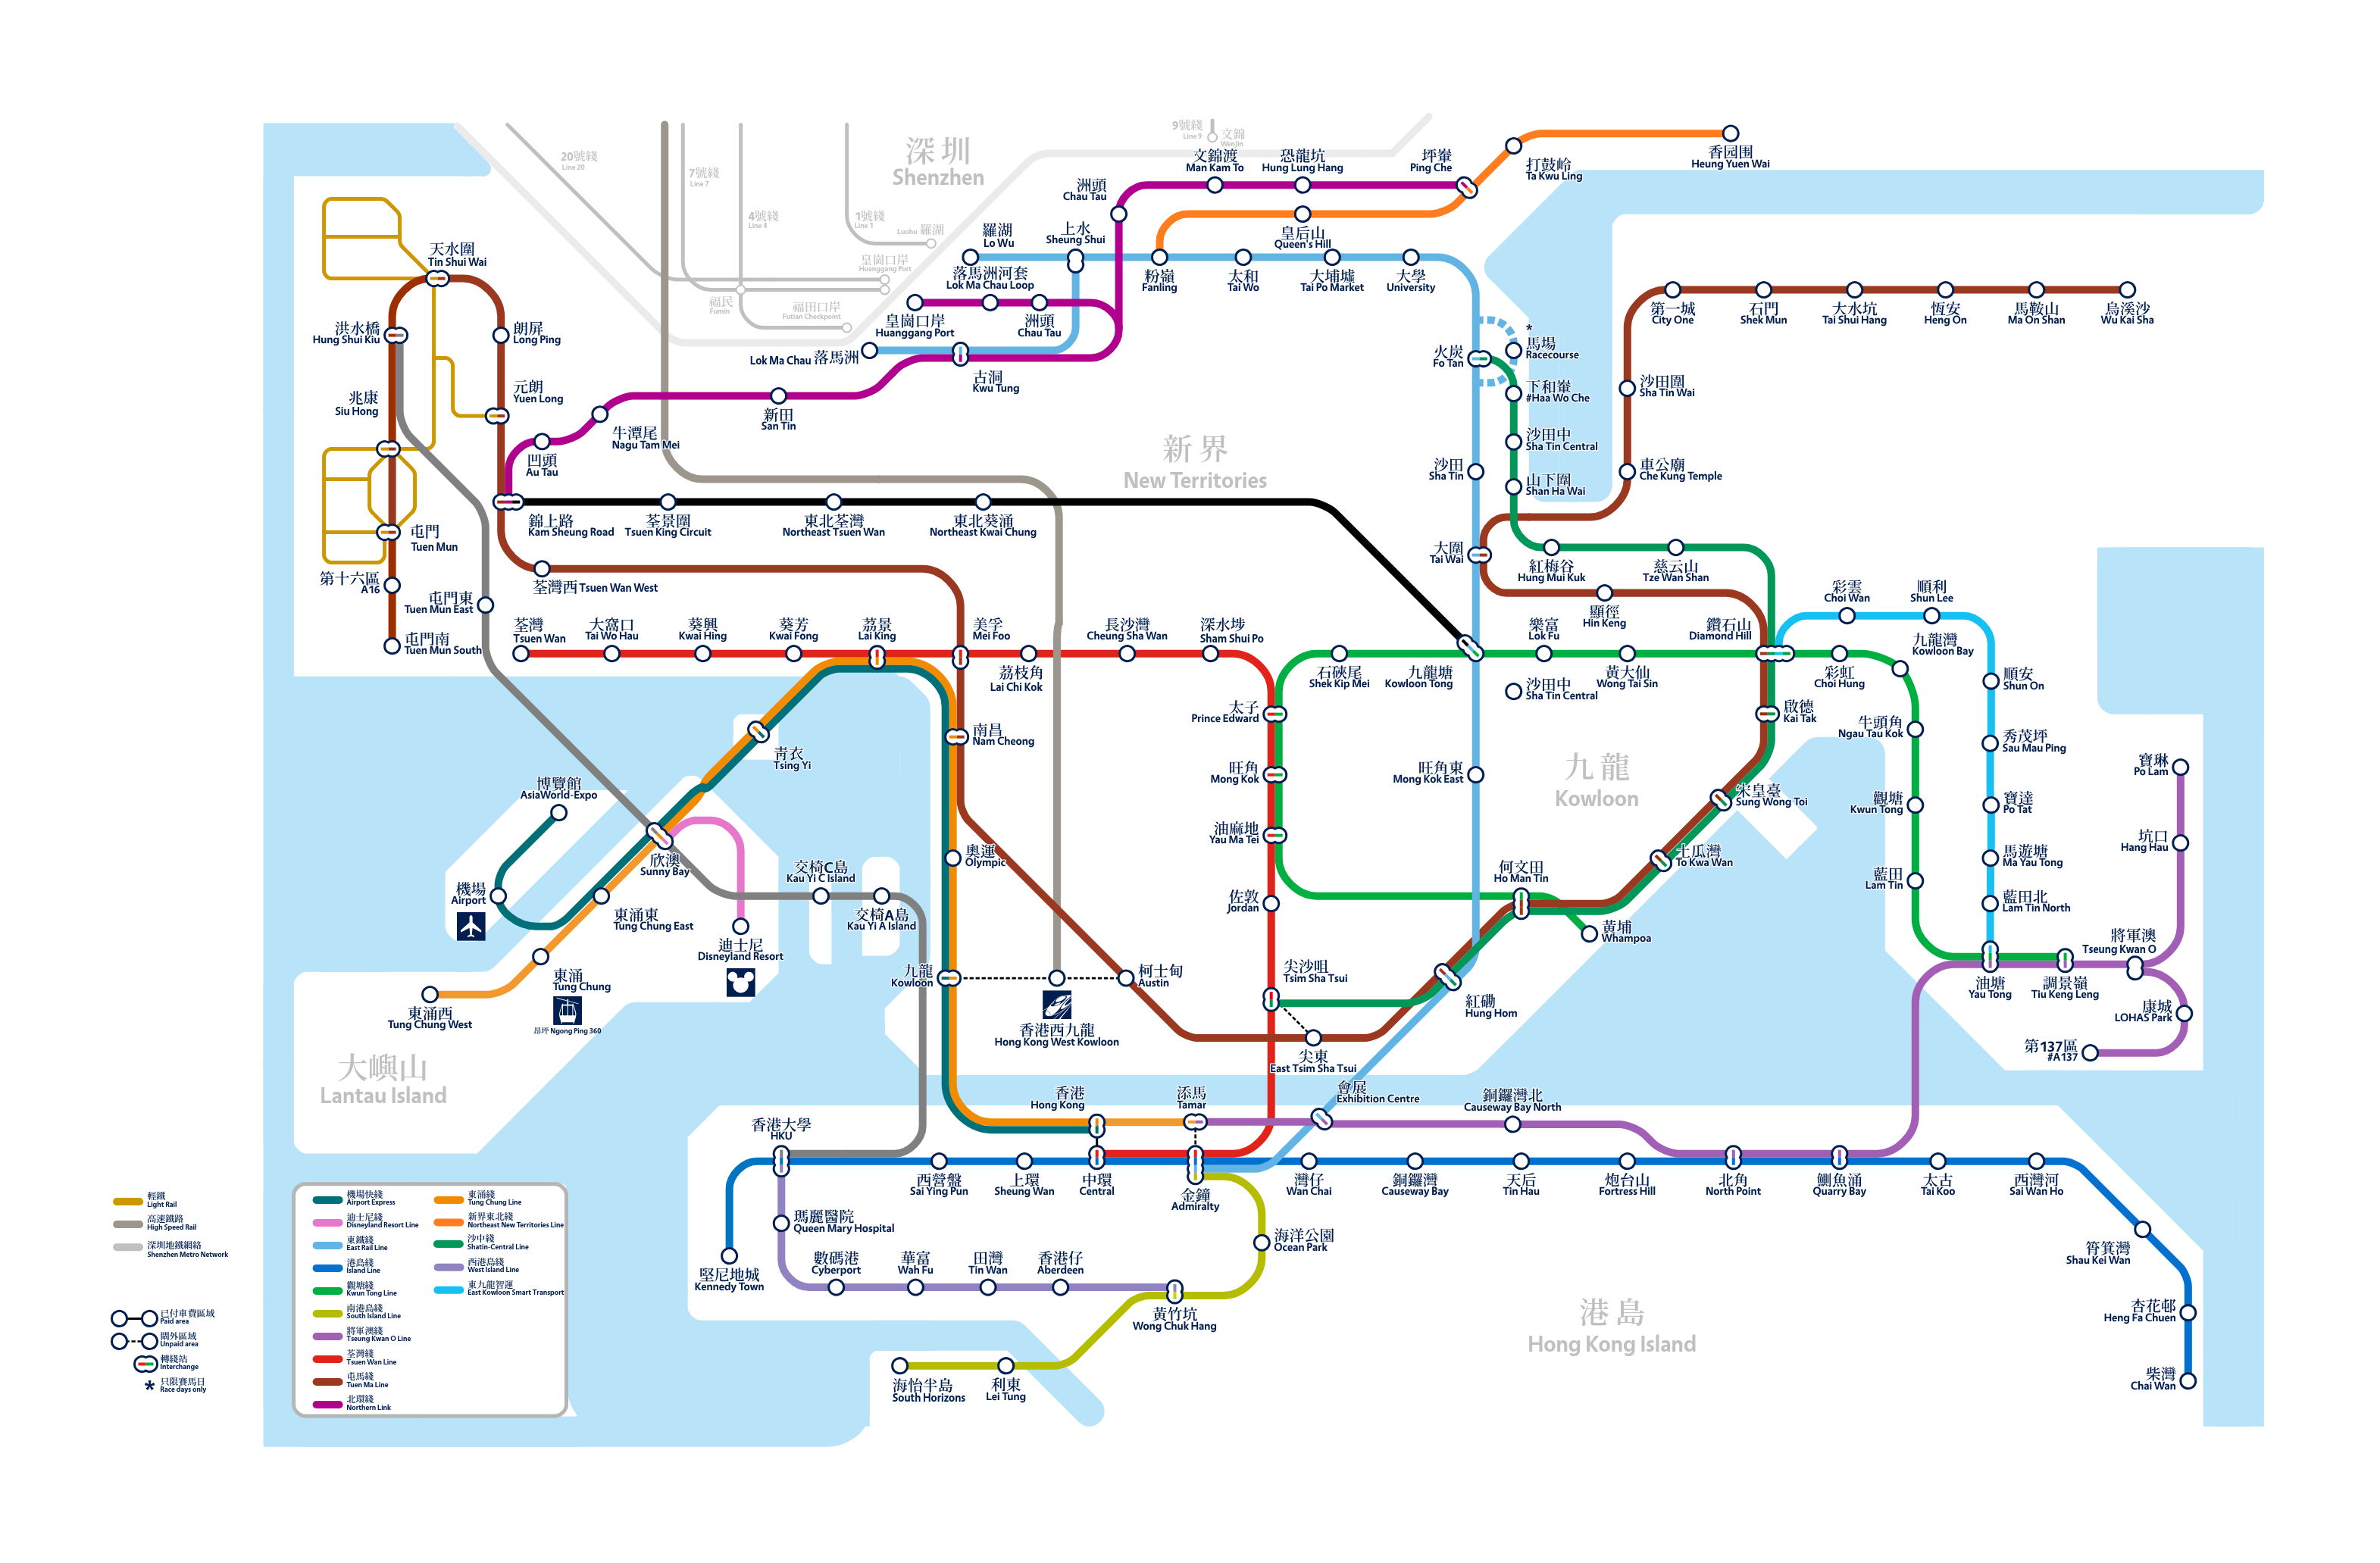 20號綫
Line 20
7號綫
Line 7
4號綫
Line 4
1號綫
Line 1
深圳
Shenzhen
9號綫
Line 9
文錦
Wenjin
Luohu 羅湖
皇崗口岸
Huanggang Port
福民
Fumin
福田口岸
Futian Checkpoint
文錦渡
Man Kam To
恐龍坑
Hung Lung Hang
坪輋
Ping Che
打鼓岭
Ta Kwu Ling
香园围
Heung Yuen Wai
洲頭
Chau Tau
皇后山
Queen's Hill
羅湖
Lo Wu
上水
Sheung Shui
粉嶺
Fanling
太和
Tai Wo
大埔墟
Tai Po Market
大學
University
落馬洲河套
Lok Ma Chau Loop
皇崗口岸
Huanggang Port
洲頭
Chau Tau
Lok Ma Chau 落馬洲
古洞
Kwu Tung
新田
San Tin
牛潭尾
Nagu Tam Mei
凹頭
Au Tau
天水圍
Tin Shui Wai
洪水橋
Hung Shui Kiu
朗屏
Long Ping
元朗
Yuen Long
兆康
Siu Hong
屯門
Tuen Mun
第十六區
A16
屯門東
Tuen Mun East
屯門南
Tuen Mun South
錦上路
Kam Sheung Road
荃景圍
Tsuen King Circuit
東北荃灣
Northeast Tsuen Wan
東北葵涌
Northeast Kwai Chung
荃灣西 Tsuen Wan West
新界
New Territories
*
馬場
Racecourse
火炭
Fo Tan
下和輋
#Haa Wo Che
沙田中
Sha Tin Central
沙田
Sha Tin
山下圍
Shan Ha Wai
大圍
Tai Wai
紅梅谷
Hung Mui Kuk
慈云山
Tze Wan Shan
顯徑
Hin Keng
第一城
City One
石門
Shek Mun
大水坑
Tai Shui Hang
恆安
Heng On
馬鞍山
Ma On Shan
烏溪沙
Wu Kai Sha
沙田圍
Sha Tin Wai
車公廟
Che Kung Temple
荃灣
Tsuen Wan
大窩口
Tai Wo Hau
葵興
Kwai Hing
葵芳
Kwai Fong
荔景
Lai King
美孚
Mei Foo
荔枝角
Lai Chi Kok
長沙灣
Cheung Sha Wan
深水埗
Sham Shui Po
石硤尾
Shek Kip Mei
九龍塘
Kowloon Tong
樂富
Lok Fu
黃大仙
Wong Tai Sin
鑽石山
Diamond Hill
彩虹
Choi Hung
彩雲
Choi Wan
順利
Shun Lee
九龍灣
Kowloon Bay
順安
Shun On
沙田中
Sha Tin Central
太子
Prince Edward
旺角
Mong Kok
油麻地
Yau Ma Tei
佐敦
Jordan
尖沙咀
Tsim Sha Tsui
旺角東
Mong Kok East
九龍
Kowloon
啟德
Kai Tak
宋皇臺
Sung Wong Toi
土瓜灣
To Kwa Wan
何文田
Ho Man Tin
黃埔
Whampoa
紅磡
Hung Hom
尖東
East Tsim Sha Tsui
牛頭角
Ngau Tau Kok
觀塘
Kwun Tong
藍田
Lam Tin
秀茂坪
Sau Mau Ping
寶達
Po Tat
馬遊塘
Ma Yau Tong
藍田北
Lam Tin North
油塘
Yau Tong
調景嶺
Tiu Keng Leng
將軍澳
Tseung Kwan O
寶琳
Po Lam
坑口
Hang Hau
康城
LOHAS Park
第137區
#A137
青衣
Tsing Yi
南昌
Nam Cheong
奧運
Olympic
九龍
Kowloon
香港西九龍
Hong Kong West Kowloon
柯士甸
Austin
博覽館
AsiaWorld-Expo
機場
Airport
欣澳
Sunny Bay
東涌東
Tung Chung East
東涌
Tung Chung
昂坪 Ngong Ping 360
東涌西
Tung Chung West
迪士尼
Disneyland Resort
交椅C島
Kau Yi C Island
交椅A島
Kau Yi A Island
大嶼山
Lantau Island
香港
Hong Kong
添馬
Tamar
會展
Exhibition Centre
銅鑼灣北
Causeway Bay North
香港大學
HKU
西營盤
Sai Ying Pun
上環
Sheung Wan
中環
Central
金鐘
Admiralty
灣仔
Wan Chai
銅鑼灣
Causeway Bay
天后
Tin Hau
炮台山
Fortress Hill
北角
North Point
鰂魚涌
Quarry Bay
太古
Tai Koo
西灣河
Sai Wan Ho
筲箕灣
Shau Kei Wan
杏花邨
Heng Fa Chuen
柴灣
Chai Wan
堅尼地城
Kennedy Town
瑪麗醫院
Queen Mary Hospital
數碼港
Cyberport
華富
Wah Fu
田灣
Tin Wan
香港仔
Aberdeen
黃竹坑
Wong Chuk Hang
海洋公園
Ocean Park
海怡半島
South Horizons
利東
Lei Tung
港島
Hong Kong Island
輕鐵
Light Rail
高速鐵路
High Speed Rail
深圳地鐵網絡
Shenzhen Metro Network
已付車費區域
Paid area
閘外區域
Unpaid area
轉綫站
Interchange
* 只限賽馬日
Race days only
機場快綫
Airport Express
迪士尼綫
Disneyland Resort Line
東鐵綫
East Rail Line
港島綫
Island Line
觀塘綫
Kwun Tong Line
南港島綫
South Island Line
將軍澳綫
Tseung Kwan O Line
荃灣綫
Tsuen Wan Line
屯馬綫
Tuen Ma Line
北環綫
Northern Link
東涌綫
Tung Chung Line
新界東北綫
Northeast New Territories Line
沙中綫
Shatin-Central Line
西港島綫
West Island Line
東九龍智運
East Kowloon Smart Transport